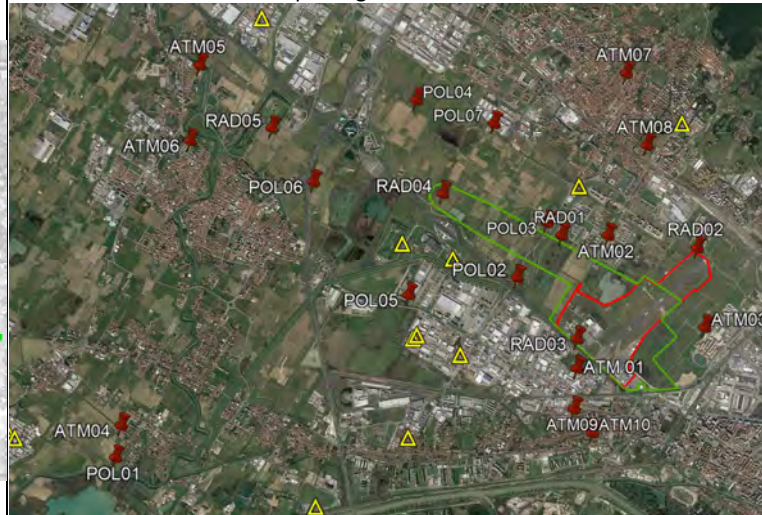 ATM05
ATM07
POL04
POL07
RAD05
ATM08
ATM06
POL06
RAD04
RAD01
POL03
ATM02
RAD02
POL02
POL05
ATM03
RAD03
ATM 01
ATM09
ATM10
ATM04
POL01